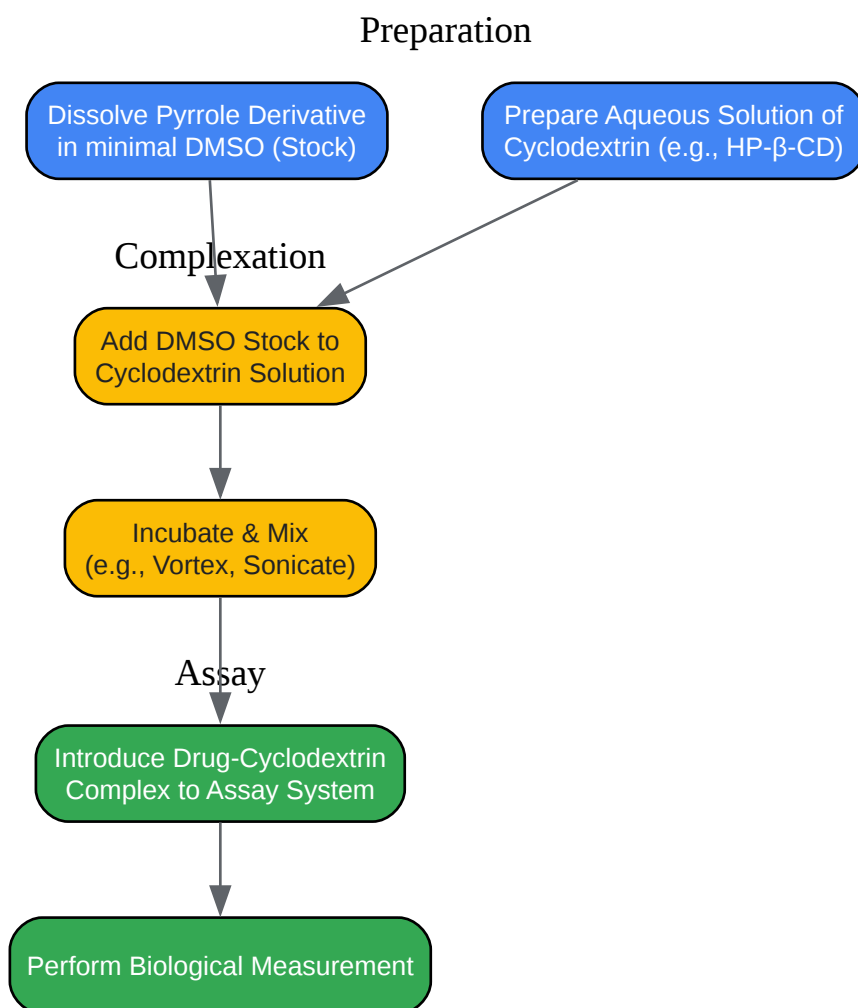 Preparation
Dissolve Pyrrole Derivative
in minimal DMSO (Stock)
Prepare Aqueous Solution of
Cyclodextrin (e.g., HP-β-CD)
Complexation
Add DMSO Stock to
Cyclodextrin Solution
Incubate & Mix
(e.g., Vortex, Sonicate)
Assay
Introduce Drug-Cyclodextrin
Complex to Assay System
Perform Biological Measurement